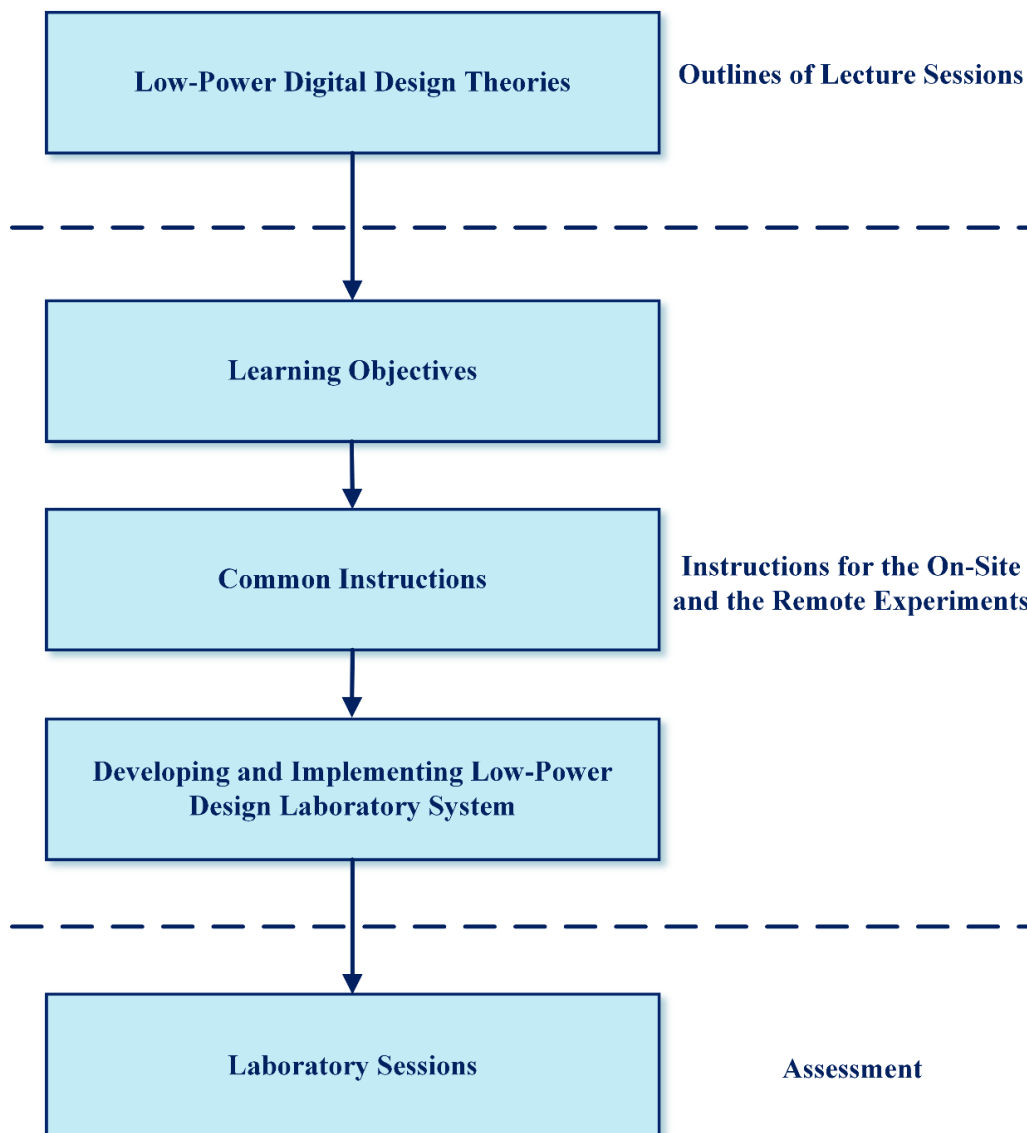 Low-Power Digital Design Theories
Outlines of Lecture Sessions
Learning Objectives
Common Instructions
Instructions for the On-Site
and the Remote Experiments
Developing and Implementing Low-Power
Design Laboratory System
Laboratory Sessions
Assessment